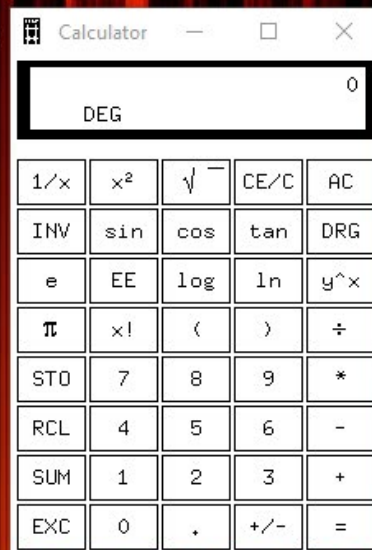 Calculator
0
DEG
1/x x² √‾ CE/C AC
INV sin cos tan DRG
e EE log ln y^x
π x! ( ) ÷
STO 7 8 9 *
RCL 4 5 6 -
SUM 1 2 3 +
EXC 0 . +/- =